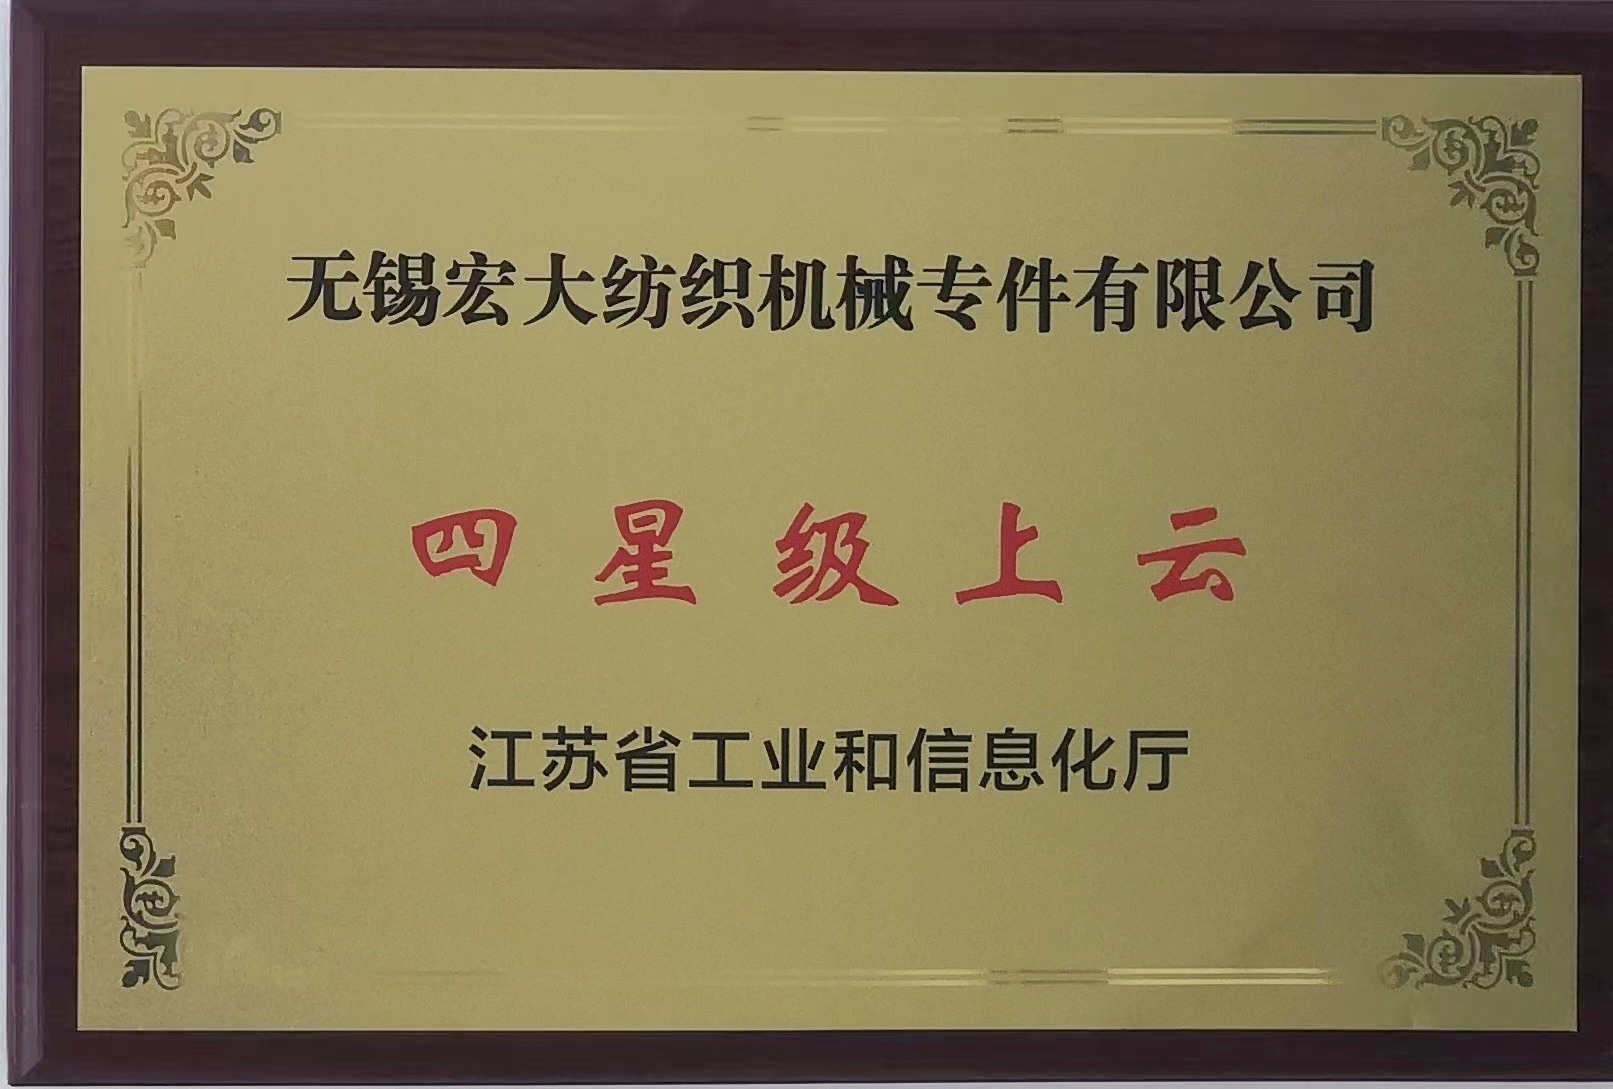 无锡宏大纺织机械专件有限公司
四星级上云
江苏省工业和信息化厅